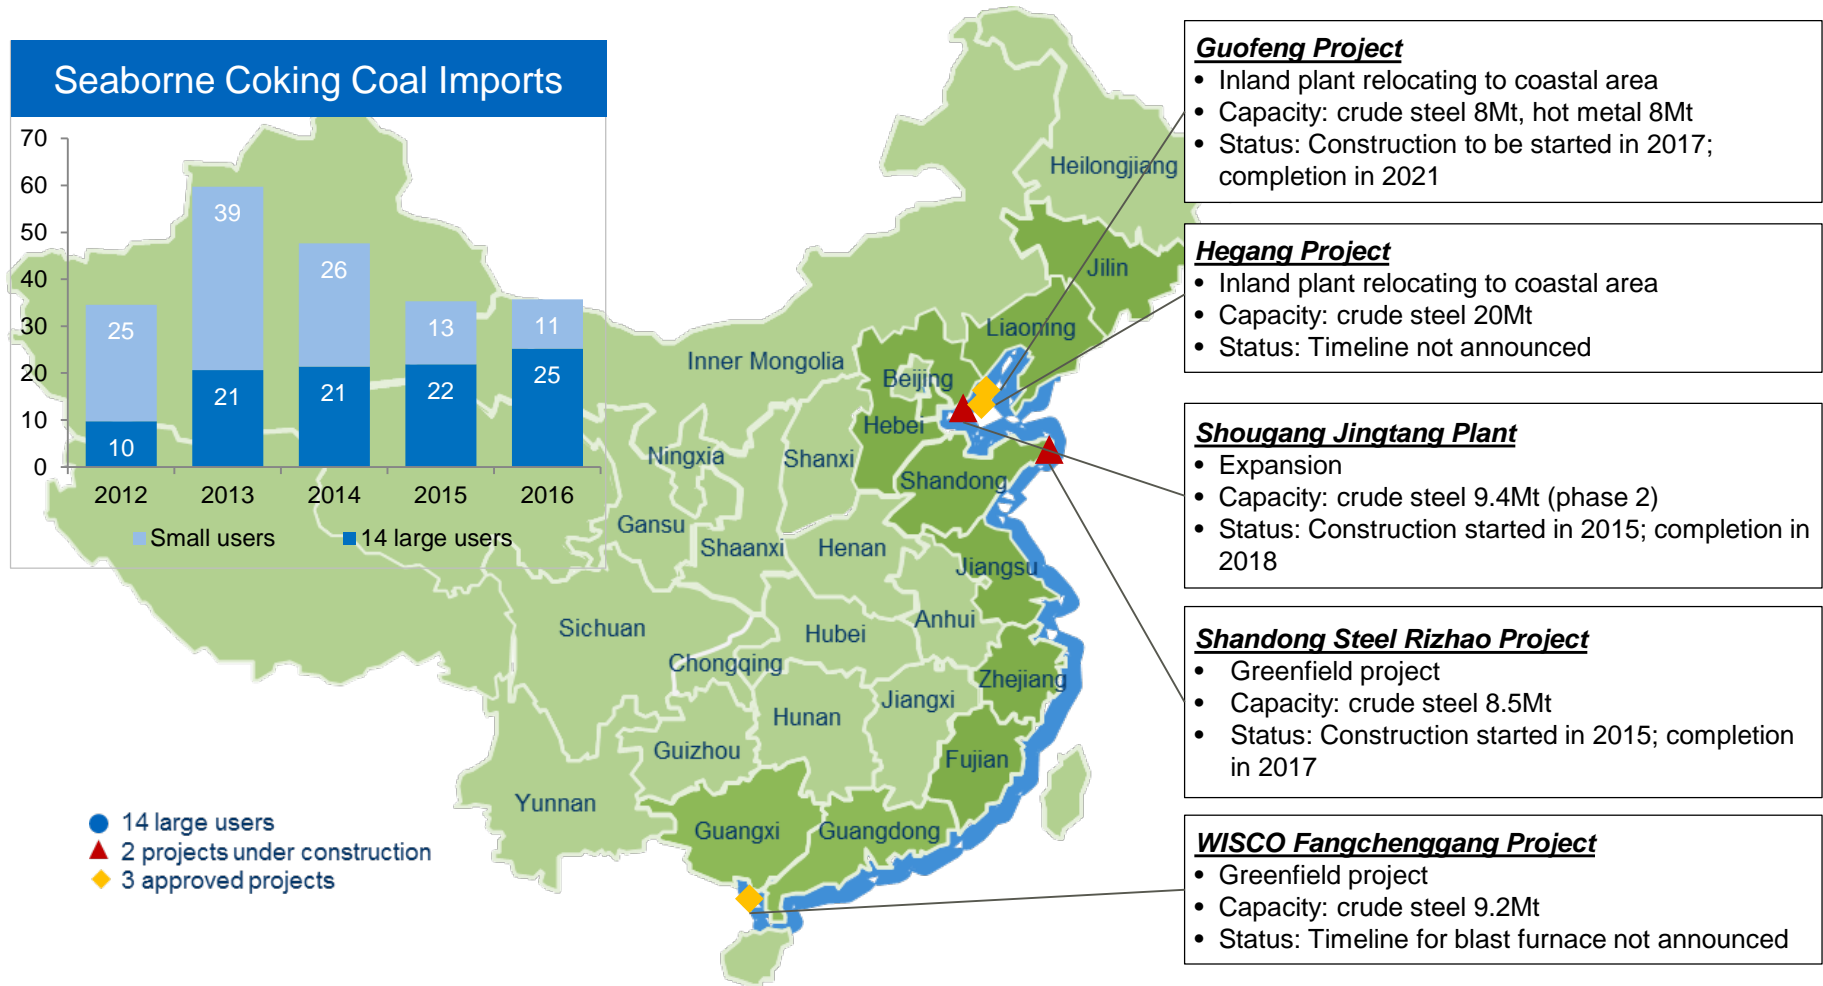 Seaborne Coking Coal Imports
70
60
50
40
30
20
10
0
25
39
26
13
11
10
21
21
22
25
2012
2013
2014
2015
2016
Small users
14 large users
Heilongjiang
Jilin
Liaoning
Inner Mongolia
Beijing
Hebei
Ningxia
Shanxi
Shandong
Gansu
Shaanxi
Henan
Jiangsu
Anhui
Sichuan
Hubei
Chongqing
Zhejiang
Jiangxi
Hunan
Guizhou
Fujian
Yunnan
Guangxi
Guangdong
14 large users
2 projects under construction
3 approved projects
Guofeng Project
• Inland plant relocating to coastal area
• Capacity: crude steel 8Mt, hot metal 8Mt
• Status: Construction to be started in 2017;
completion in 2021
Hegang Project
• Inland plant relocating to coastal area
• Capacity: crude steel 20Mt
• Status: Timeline not announced
Shougang Jingtang Plant
• Expansion
• Capacity: crude steel 9.4Mt (phase 2)
• Status: Construction started in 2015; completion in
2018
Shandong Steel Rizhao Project
• Greenfield project
• Capacity: crude steel 8.5Mt
• Status: Construction started in 2015; completion
in 2017
WISCO Fangchenggang Project
• Greenfield project
• Capacity: crude steel 9.2Mt
• Status: Timeline for blast furnace not announced